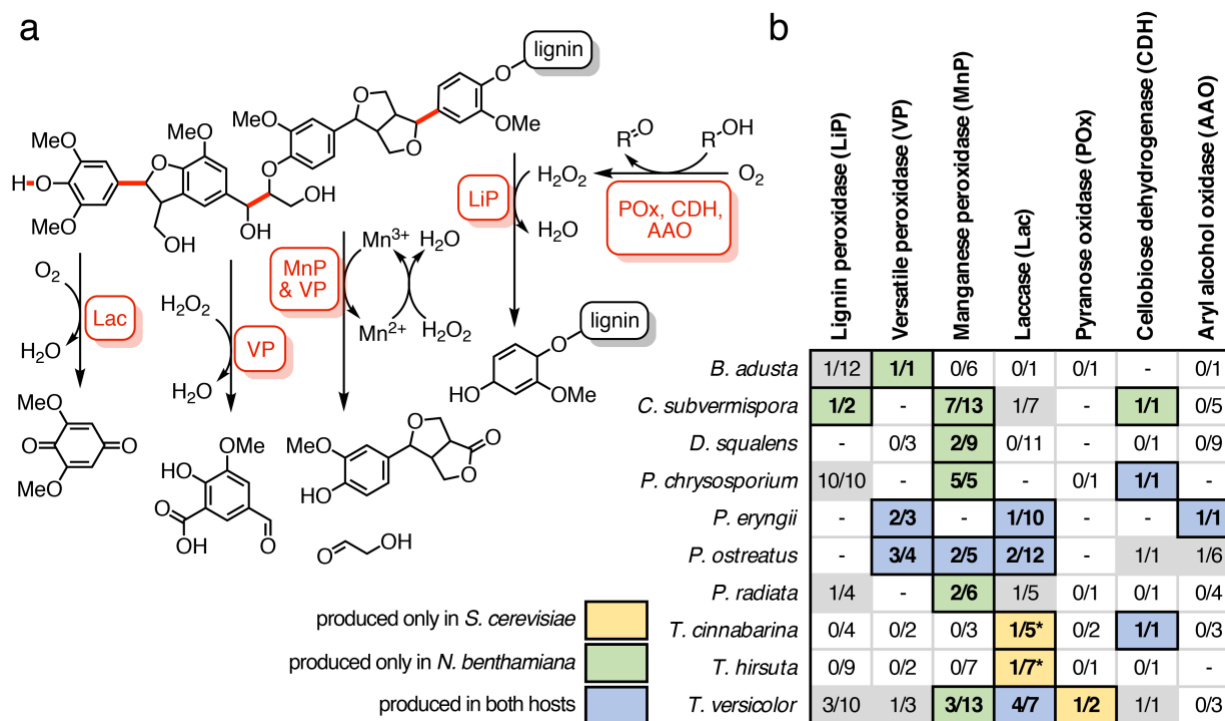 a
b
lignin
O
O
MeO
O
OMe
MeO
MeO
O
O
H
O
OMe
O
OH
OH
OH
R
O
R
OH
H2O2
O2
LiP
POx, CDH,
AAO
H2O
O2
Lac
H2O
H2O2
VP
H2O
Mn3+
H2O
MnP
& VP
Mn2+
H2O2
lignin
O
HO
OMe
MeO
O
O
MeO
OMe
HO
HO
O
OH
O
MeO
HO
O
O
O
O
OH
produced only in S. cerevisiae
produced only in N. benthamiana
produced in both hosts
Lignin peroxidase (LiP)
Versatile peroxidase (VP)
Manganese peroxidase (MnP)
Laccase (Lac)
Pyranose oxidase (POx)
Cellobiose dehydrogenase (CDH)
Aryl alcohol oxidase (AAO)
B. adusta 1/12 1/1 0/6 0/1 0/1 - 0/1
C. subvermispora 1/2 - 7/13 1/7 - 1/1 0/5
D. squalens - 0/3 2/9 0/11 - 0/1 0/9
P. chrysosporium 10/10 - 5/5 - 0/1 1/1 -
P. eryngii - 2/3 - 1/10 - - 1/1
P. ostreatus - 3/4 2/5 2/12 - 1/1 1/6
P. radiata 1/4 - 2/6 1/5 0/1 0/1 0/4
T. cinnabarina 0/4 0/2 0/3 1/5* 0/2 1/1 0/3
T. hirsuta 0/9 0/2 0/7 1/7* 0/1 0/1 -
T. versicolor 3/10 1/3 3/13 4/7 1/2 1/1 0/3